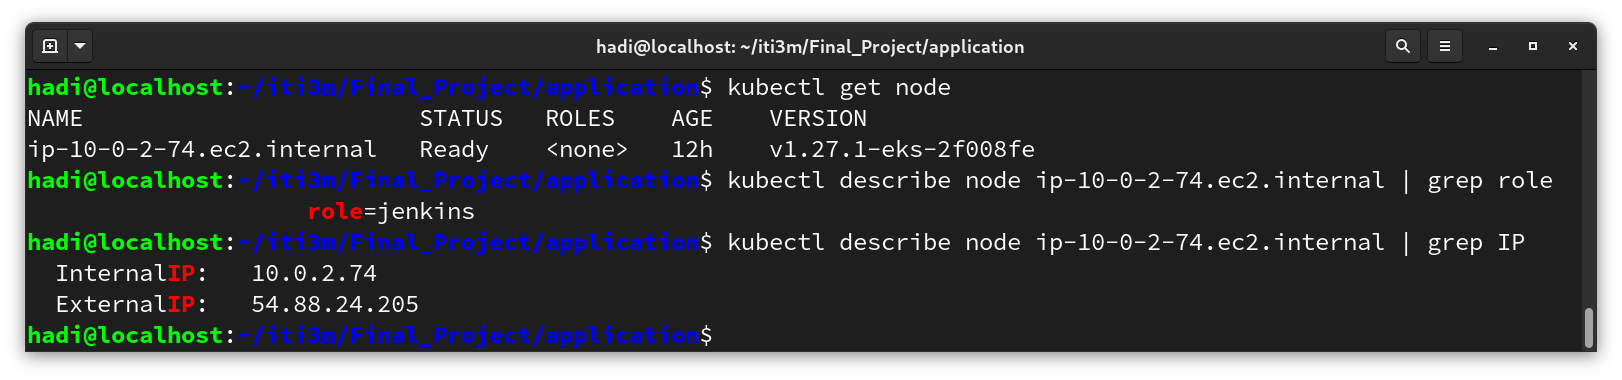 hadi@localhost: ~/iti3m/Final_Project/application
hadi@localhost:~/iti3m/Final_Project/application$ kubectl get node
NAME                        STATUS   ROLES    AGE    VERSION
ip-10-0-2-74.ec2.internal   Ready    <none>   12h    v1.27.1-eks-2f008fe
hadi@localhost:~/iti3m/Final_Project/application$ kubectl describe node ip-10-0-2-74.ec2.internal | grep role
                    role=jenkins
hadi@localhost:~/iti3m/Final_Project/application$ kubectl describe node ip-10-0-2-74.ec2.internal | grep IP
  InternalIP:   10.0.2.74
  ExternalIP:   54.88.24.205
hadi@localhost:~/iti3m/Final_Project/application$